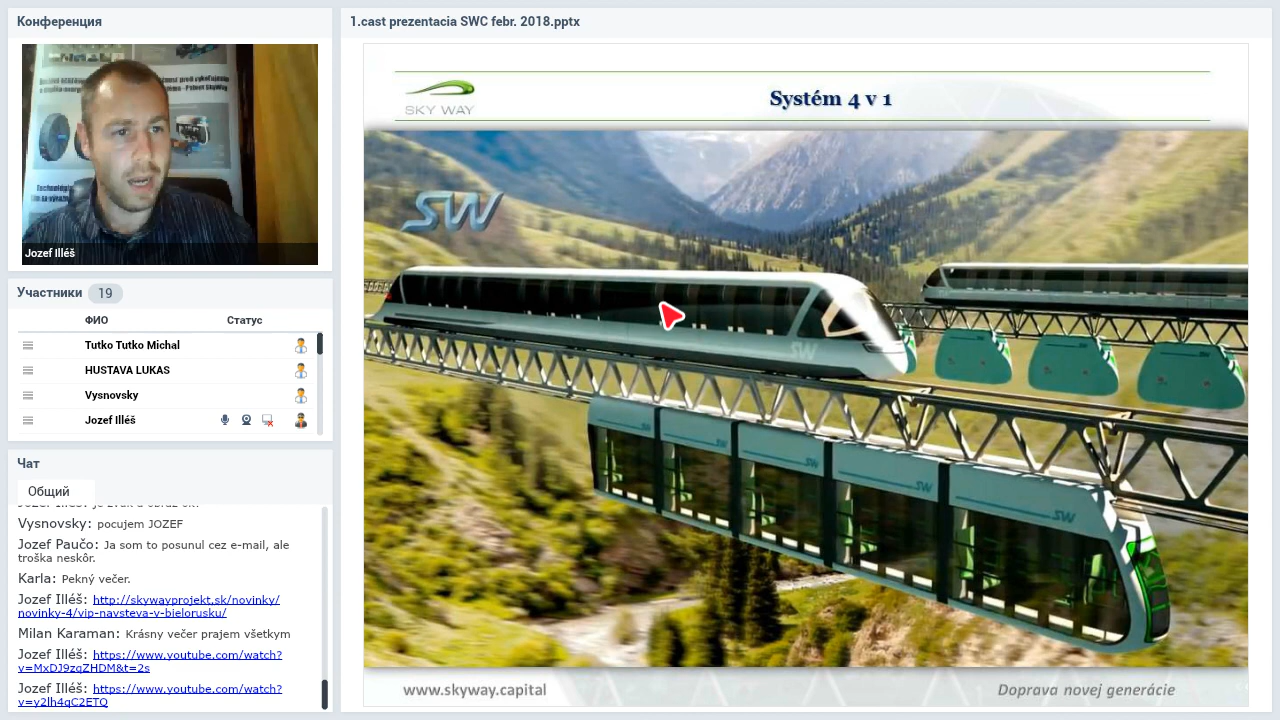 Конференция
Jozef Illéš
Участники 19
ФИО Статус
Tutko Tutko Michal
HUSTAVA LUKAS
Vysnovsky
Jozef Illéš
Чат
Общий
Vysnovsky: pocujem JOZEF
Jozef Paučo: Ja som to posunul cez e-mail, ale
troška neskôr.
Karla: Pekný večer.
Jozef Illéš: http://skywayprojekt.sk/novinky/
novinky-4/vip-navsteva-v-bielorusku/
Milan Karaman: Krásny večer prajem všetkym
Jozef Illéš: https://www.youtube.com/watch?
v=MxDJ9zqZHDM&t=2s
Jozef Illéš: https://www.youtube.com/watch?
v=y2lh4qC2ETQ
1.cast prezentacia SWC febr. 2018.pptx
SKY WAY
Systém 4 v 1
SW
SW
SW
SW
SW
SW
SW
www.skyway.capital
Doprava novej generácie